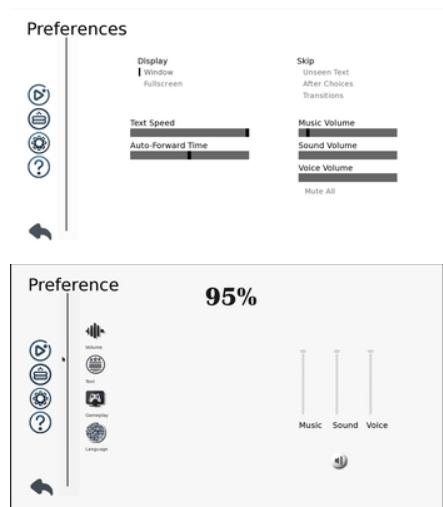 Preferences
Display
Window
Fullscreen
Skip
Unseen Text
After Choices
Transitions
Text Speed
Auto-Forward Time
Music Volume
Sound Volume
Voice Volume
Mute All
?
Preference
95%
Volume
Text
Gameplay
Language
Music Sound Voice
?